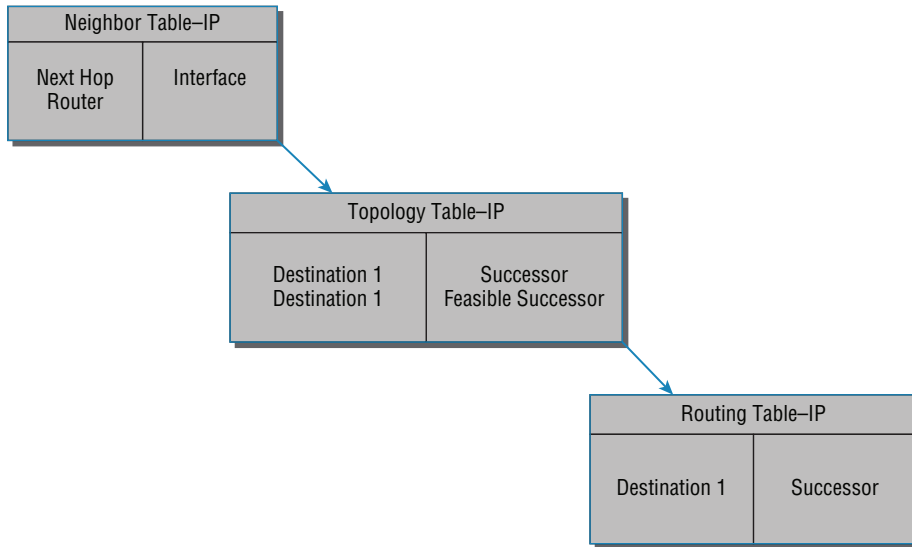 Neighbor Table–IP
Next Hop
Router
Interface
Topology Table–IP
Destination 1
Destination 1
Successor
Feasible Successor
Routing Table–IP
Destination 1
Successor